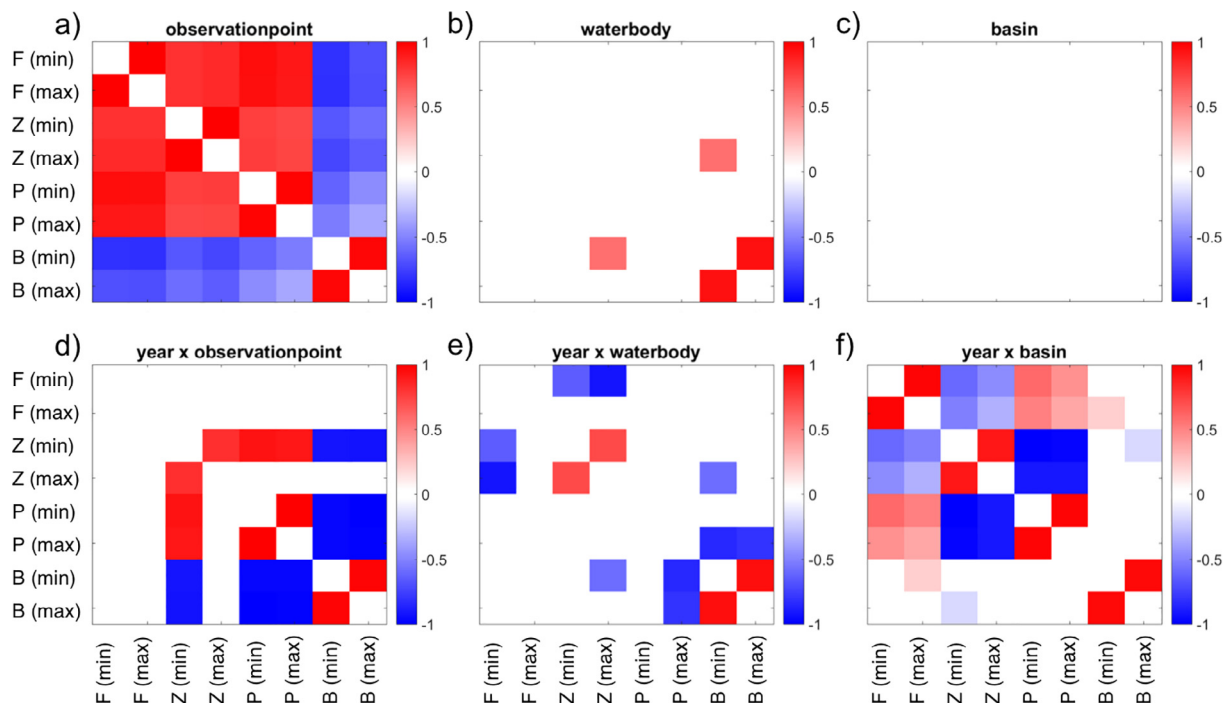 a) observationpoint
b) waterbody
c) basin
F (min)
F (max)
Z (min)
Z (max)
P (min)
P (max)
B (min)
B (max)
1
0.5
0
-0.5
-1
1
0.5
0
-0.5
-1
1
0.5
0
-0.5
-1
d) year x observationpoint
e) year x waterbody
f) year x basin
F (min)
F (max)
Z (min)
Z (max)
P (min)
P (max)
B (min)
B (max)
1
0.5
0
-0.5
-1
1
0.5
0
-0.5
-1
1
0.5
0
-0.5
-1
F (min)
F (max)
Z (min)
Z (max)
P (min)
P (max)
B (min)
B (max)
F (min)
F (max)
Z (min)
Z (max)
P (min)
P (max)
B (min)
B (max)
F (min)
F (max)
Z (min)
Z (max)
P (min)
P (max)
B (min)
B (max)